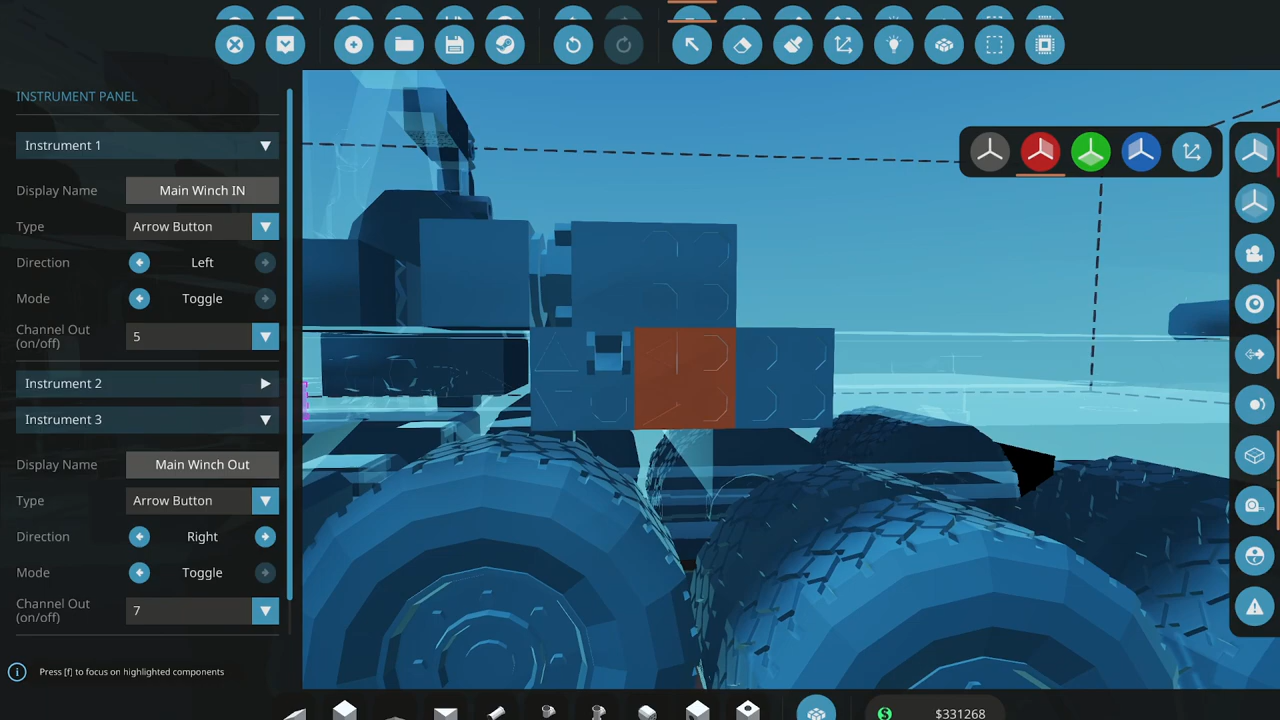 INSTRUMENT PANEL
Instrument 1
Display Name Main Winch IN
Type Arrow Button
Direction Left
Mode Toggle
Channel Out (on/off) 5
Instrument 2
Instrument 3
Display Name Main Winch Out
Type Arrow Button
Direction Right
Mode Toggle
Channel Out (on/off) 7
Press [f] to focus on highlighted components
$331268